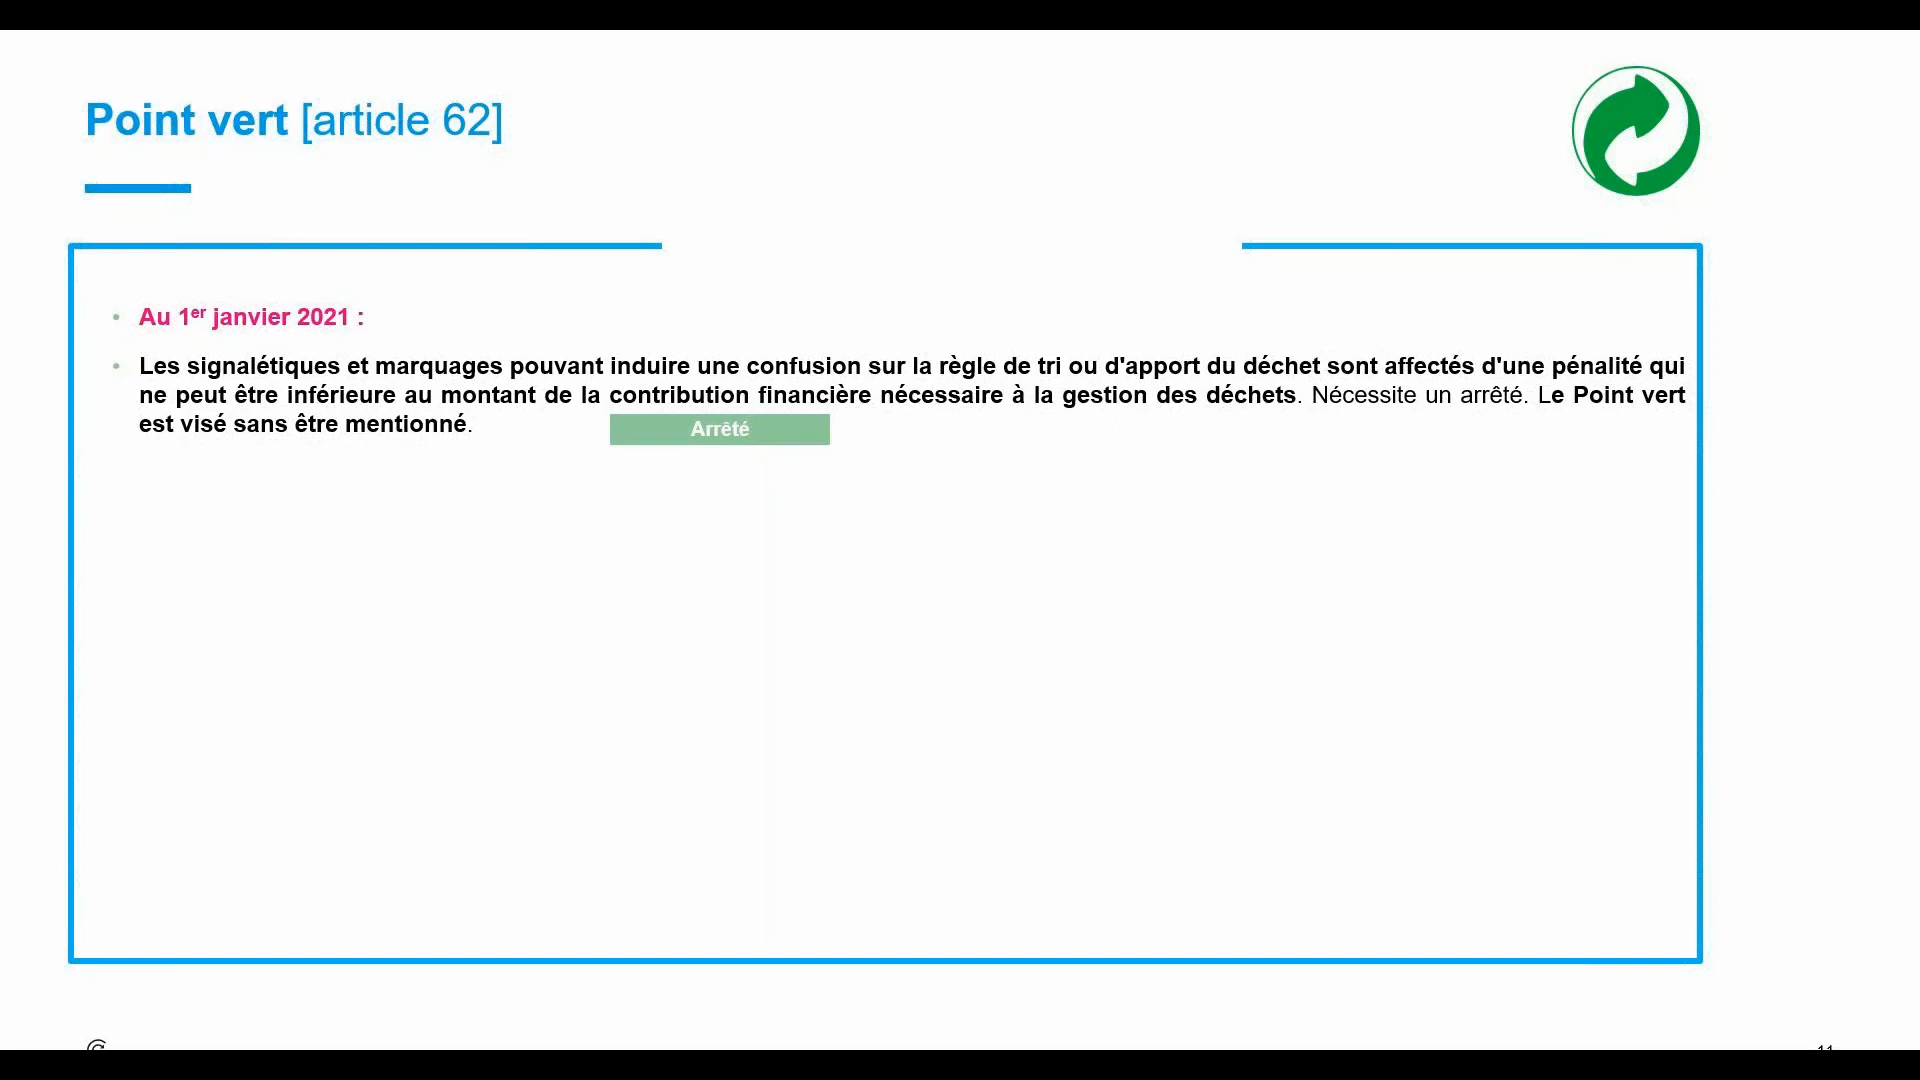 Point vert [article 62]
• Au 1er janvier 2021 :
• Les signalétiques et marquages pouvant induire une confusion sur la règle de tri ou d'apport du déchet sont affectés d'une pénalité qui
ne peut être inférieure au montant de la contribution financière nécessaire à la gestion des déchets. Nécessite un arrêté. Le Point vert
est visé sans être mentionné.
Arrêté
11